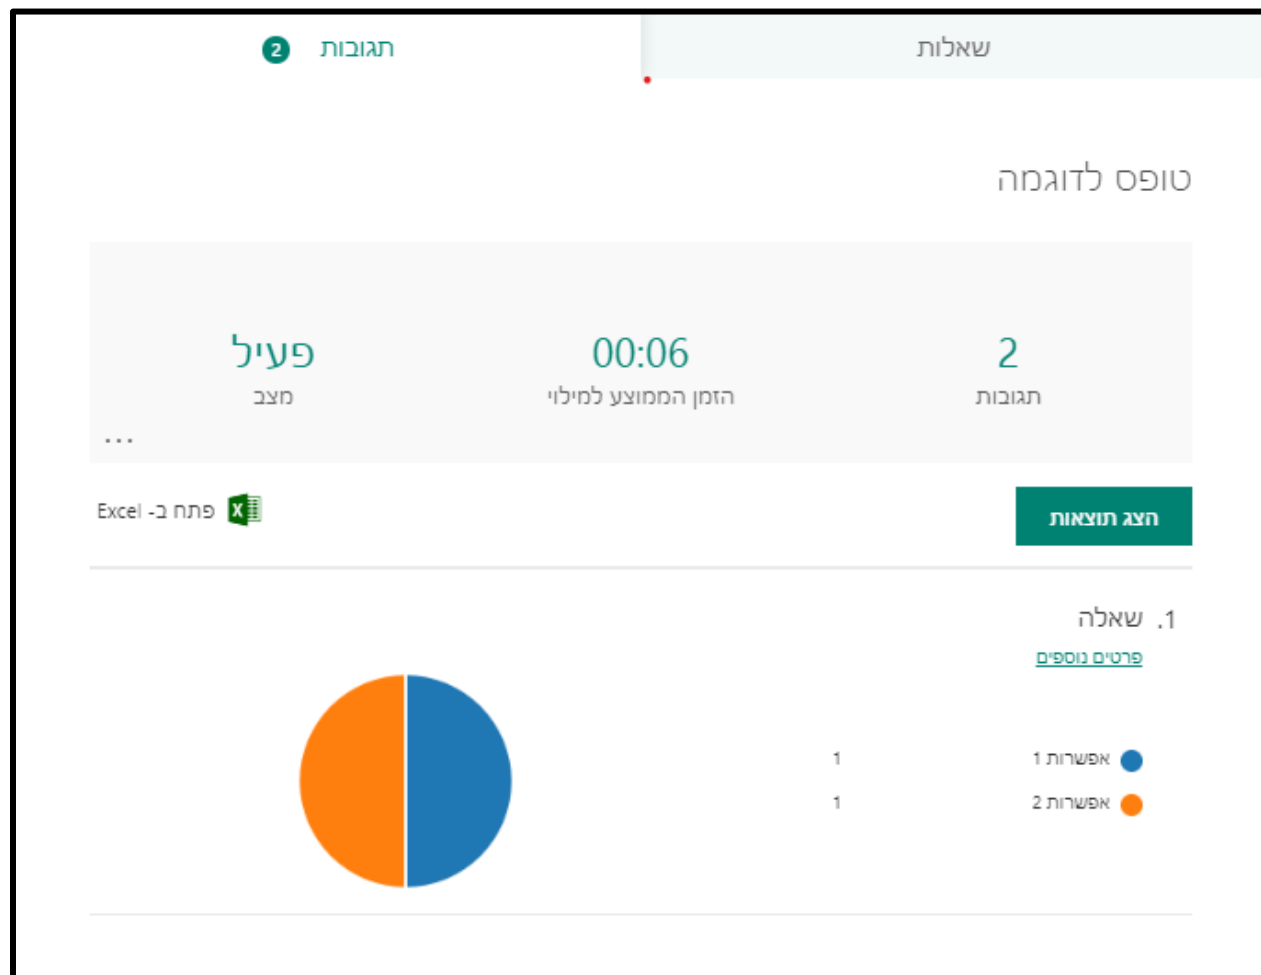 שאלות
תגובות 2
טופס לדוגמה
2
תגובות
00:06
הזמן הממוצע למילוי
פעיל
מצב
...
הצג תוצאות
פתח ב- Excel
1. שאלה
פרטים נוספים
אפשרות 1 1
אפשרות 2 1